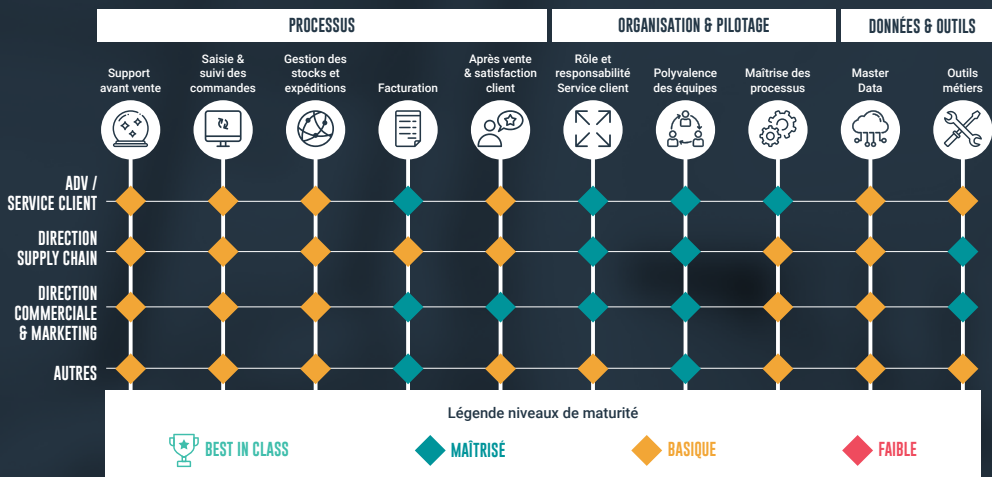 PROCESSUS
ORGANISATION & PILOTAGE
DONNÉES & OUTILS
Support
avant vente
Saisie &
suivi des
commandes
Gestion des
stocks et
expéditions
Facturation
Après vente
& satisfaction
client
Rôle et
responsabilité
Service client
Polyvalence
des équipes
Maîtrise des
processus
Master
Data
Outils
métiers
ADV /
SERVICE CLIENT
DIRECTION
SUPPLY CHAIN
DIRECTION
COMMERCIALE
& MARKETING
AUTRES
Légende niveaux de maturité
BEST IN CLASS
MAÎTRISÉ
BASIQUE
FAIBLE